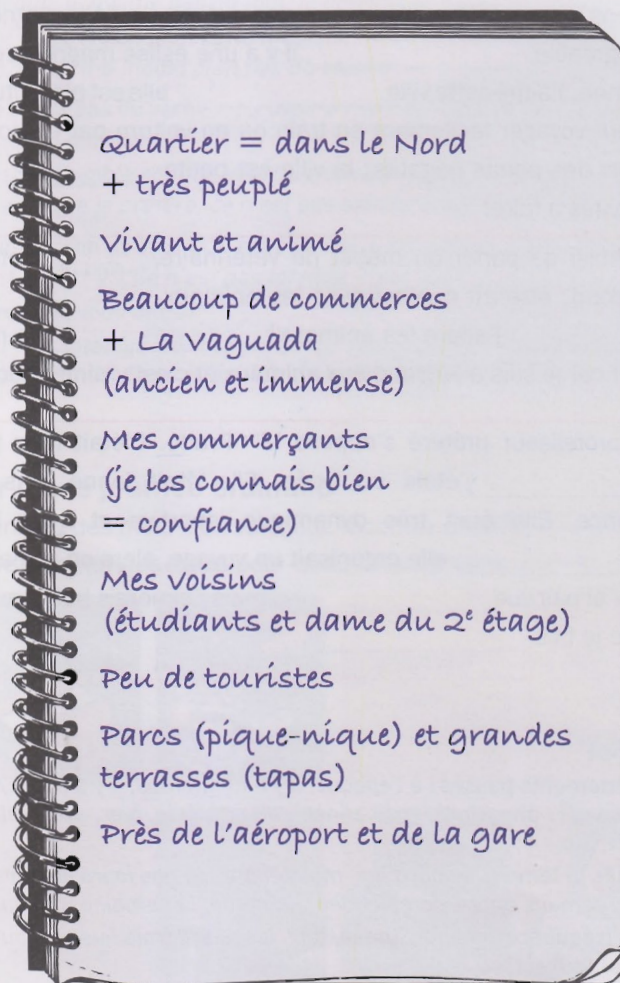 Quartier = dans le Nord
+ très peuplé
Vivant et animé
Beaucoup de commerces
+ La Vaguada
(ancien et immense)
Mes commerçants
(je les connais bien
+ confiance)
Mes voisins
(étudiants et dame du 2e étage)
Peu de touristes
Parcs (pique-nique) et grandes
terrasses (tapas)
Près de l'aéroport et de la gare